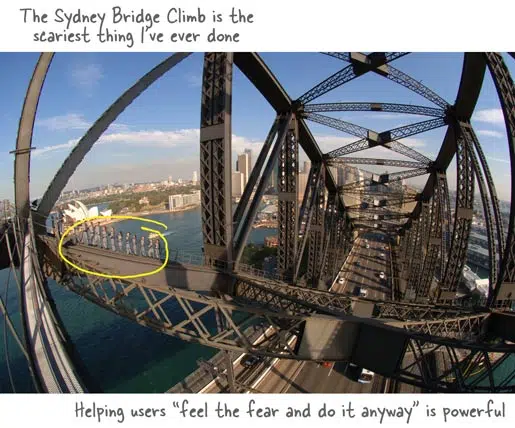 The Sydney Bridge Climb is the
scariest thing I've ever done
Helping users "feel the fear and do it anyway" is powerful